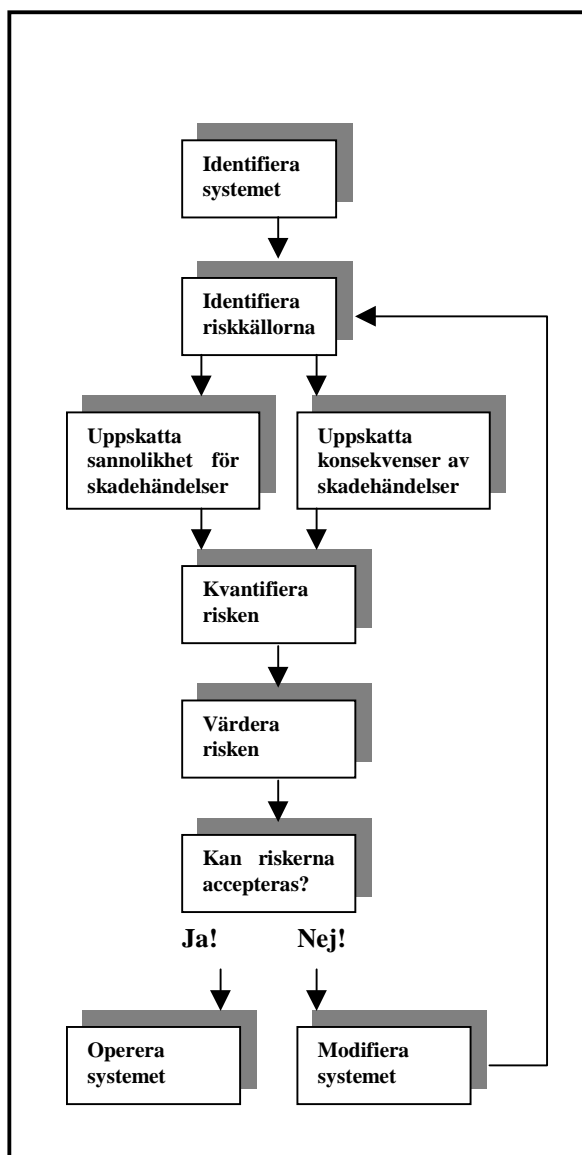 Identifiera
systemet
Identifiera
riskkällorna
Uppskatta
sannolikhet för
skadehändelser
Uppskatta
konsekvenser av
skadehändelser
Kvantifiera
risken
Värdera
risken
Kan riskerna
accepteras?
Ja!
Nej!
Operera
systemet
Modifiera
systemet